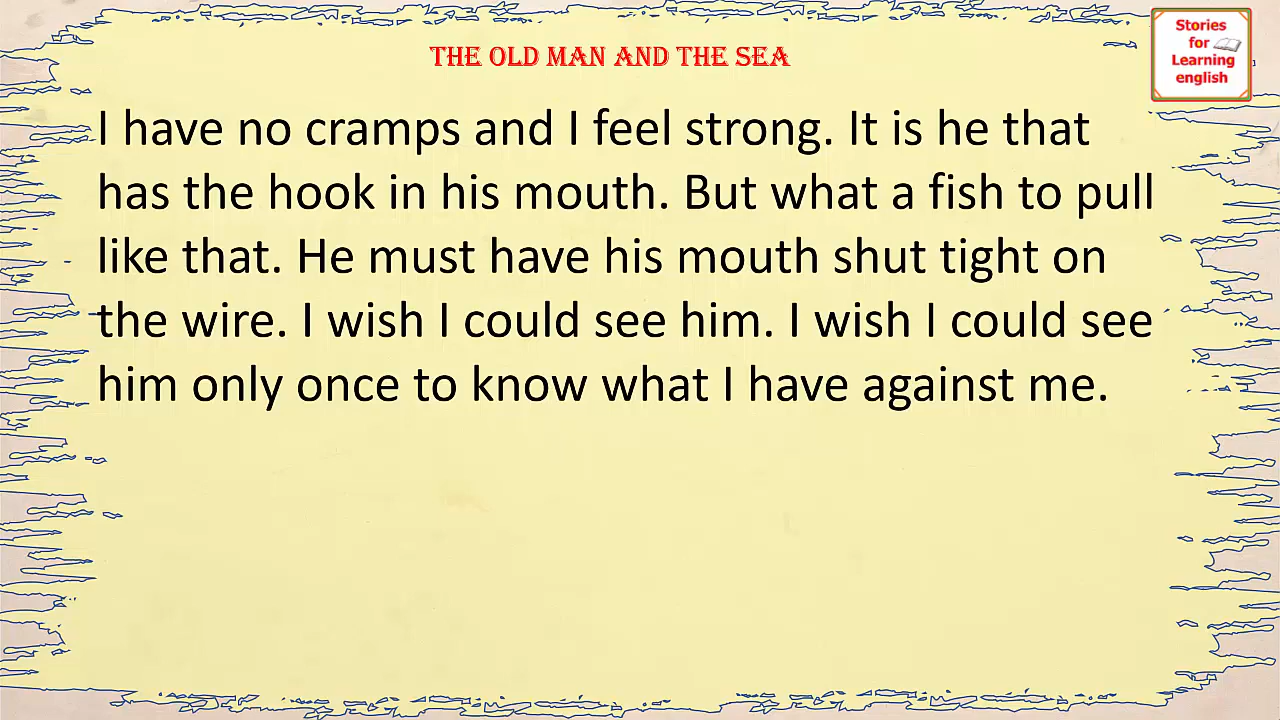 THE OLD MAN AND THE SEA
Stories
for
Learning
english
I have no cramps and I feel strong. It is he that
has the hook in his mouth. But what a fish to pull
like that. He must have his mouth shut tight on
the wire. I wish I could see him. I wish I could see
him only once to know what I have against me.